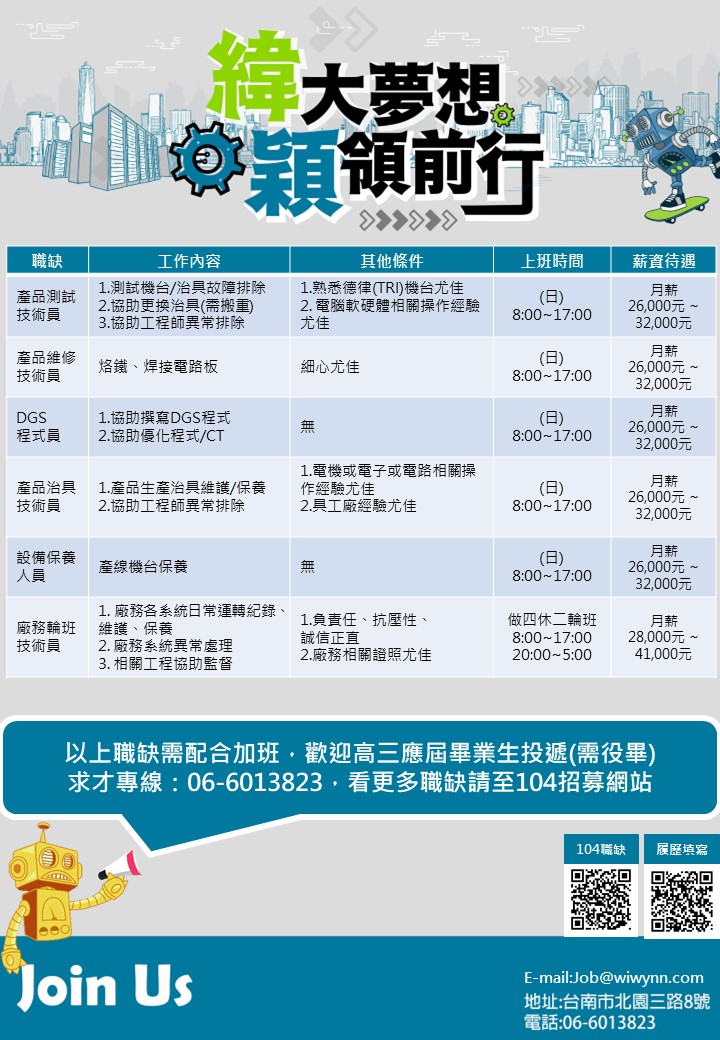 緯大夢想
穎領前行
職缺 工作內容 其他條件 上班時間 薪資待遇
產品測試技術員
1.測試機台/治具故障排除
2.協助更換治具(需搬重)
3.協助工程師異常排除
1.熟悉德律(TRI)機台尤佳
2. 電腦軟硬體相關操作經驗
尤佳
(日)
8:00~17:00
月薪
26,000元 ~
32,000元
產品維修
技術員
烙鐵、焊接電路板
細心尤佳
(日)
8:00~17:00
月薪
26,000元 ~
32,000元
DGS
程式員
1.協助撰寫DGS程式
2.協助優化程式/CT
無
(日)
8:00~17:00
月薪
26,000元 ~
32,000元
產品治具
技術員
1.產品生產治具維護/保養
2.協助工程師異常排除
1.電機或電子或電路相關操
作經驗尤佳
2.具工廠經驗尤佳
(日)
8:00~17:00
月薪
26,000元 ~
32,000元
設備保養
人員
產線機台保養
無
(日)
8:00~17:00
月薪
26,000元 ~
32,000元
廠務輪班
技術員
1. 廠務各系統日常運轉紀錄、
維護、保養
2. 廠務系統異常處理
3. 相關工程協助監督
1.負責任、抗壓性、
誠信正直
2.廠務相關證照尤佳
做四休二輪班
8:00~17:00
20:00~5:00
月薪
28,000元 ~
41,000元
以上職缺需配合加班，歡迎高三應屆畢業生投遞(需役畢)
求才專線：06-6013823，看更多職缺請至104招募網站
104職缺 履歷填寫
Join Us
E-mail:Job@wiwynn.com
地址:台南市北園三路8號
電話:06-6013823